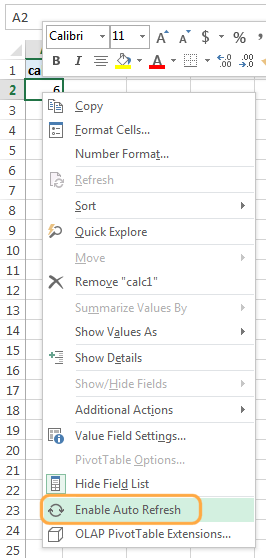 A2
Calibri 11 A A $ % ,
B I A .00 .0
1 ca
2 6
3
4 Copy
5 Format Cells...
6 Number Format...
7 Refresh
8 Sort
9 Quick Explore
10 Move
11 Remove "calc1"
12 Summarize Values By
13 Show Values As
14 Show Details
15 Show/Hide Fields
16 Additional Actions
17 Value Field Settings...
18 PivotTable Options...
19 Hide Field List
20 Enable Auto Refresh
21 OLAP PivotTable Extensions...
22
23
24
25